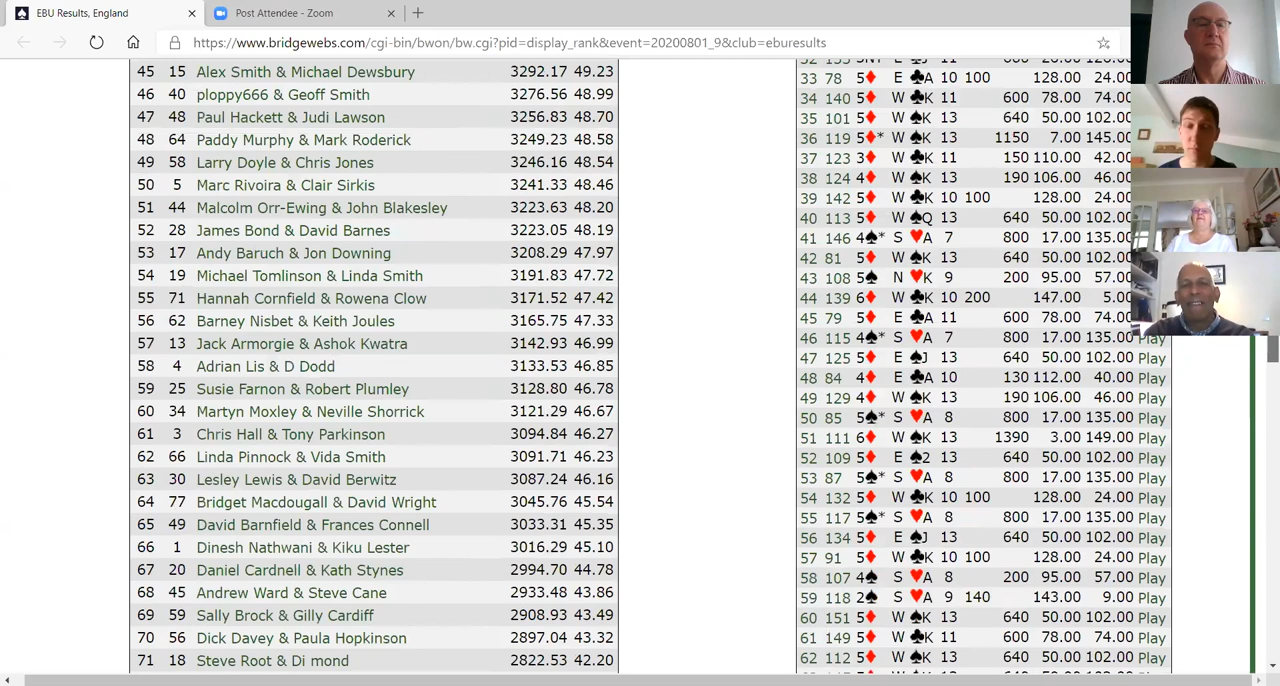 EBU Results, England
Post Attendee - Zoom
https://www.bridgewebs.com/cgi-bin/bwon/bw.cgi?pid=display_rank&event=20200801_9&club=eburesults
45 15 Alex Smith & Michael Dewsbury 3292.17 49.23
46 40 ploppy666 & Geoff Smith 3276.56 48.99
47 48 Paul Hackett & Judi Lawson 3256.83 48.70
48 64 Paddy Murphy & Mark Roderick 3249.23 48.58
49 58 Larry Doyle & Chris Jones 3246.16 48.54
50 5 Marc Rivoira & Clair Sirkis 3241.33 48.46
51 44 Malcolm Orr-Ewing & John Blakesley 3223.63 48.20
52 28 James Bond & David Barnes 3223.05 48.19
53 17 Andy Baruch & Jon Downing 3208.29 47.97
54 19 Michael Tomlinson & Linda Smith 3191.83 47.72
55 71 Hannah Cornfield & Rowena Clow 3171.52 47.42
56 62 Barney Nisbet & Keith Joules 3165.75 47.33
57 13 Jack Armorgie & Ashok Kwatra 3142.93 46.99
58 4 Adrian Lis & D Dodd 3133.53 46.85
59 25 Susie Farnon & Robert Plumley 3128.80 46.78
60 34 Martyn Moxley & Neville Shorrick 3121.29 46.67
61 3 Chris Hall & Tony Parkinson 3094.84 46.27
62 66 Linda Pinnock & Vida Smith 3091.71 46.23
63 30 Lesley Lewis & David Berwitz 3087.24 46.16
64 77 Bridget Macdougall & David Wright 3045.76 45.54
65 49 David Barnfield & Frances Connell 3033.31 45.35
66 1 Dinesh Nathwani & Kiku Lester 3016.29 45.10
67 20 Daniel Cardnell & Kath Stynes 2994.70 44.78
68 45 Andrew Ward & Steve Cane 2933.48 43.86
69 59 Sally Brock & Gilly Cardiff 2908.93 43.49
70 56 Dick Davey & Paula Hopkinson 2897.04 43.32
71 18 Steve Root & Di mond 2822.53 42.20
33 78 5♦ E ♣A 10 100 128.00 24.00
34 140 5♦ W ♣K 11 600 78.00 74.00
35 101 5♦ W ♠K 13 640 50.00 102.00
36 119 5♦* W ♠K 13 1150 7.00 145.00
37 123 3♦ W ♣K 11 150 110.00 42.00
38 124 4♦ W ♠K 13 190 106.00 46.00
39 142 5♦ W ♣K 10 100 128.00 24.00
40 113 5♦ W ♠Q 13 640 50.00 102.00
41 146 4♠* S ♥A 7 800 17.00 135.00
42 81 5♦ W ♠K 13 640 50.00 102.00
43 108 5♠ N ♥K 9 200 95.00 57.00
44 139 6♦ W ♣K 10 200 147.00 5.00
45 79 5♦ E ♣A 11 600 78.00 74.00
46 115 4♠* S ♥A 7 800 17.00 135.00 Play
47 125 5♦ E ♠J 13 640 50.00 102.00 Play
48 84 4♦ E ♣A 10 130 112.00 40.00 Play
49 129 4♦ W ♠K 13 190 106.00 46.00 Play
50 85 5♠* S ♥A 8 800 17.00 135.00 Play
51 111 6♦ W ♠K 13 1390 3.00 149.00 Play
52 109 5♦ E ♠2 13 640 50.00 102.00 Play
53 87 5♠* S ♥A 8 800 17.00 135.00 Play
54 132 5♦ W ♣K 10 100 128.00 24.00 Play
55 117 5♠* S ♥A 8 800 17.00 135.00 Play
56 134 5♦ E ♠J 13 640 50.00 102.00 Play
57 91 5♦ W ♣K 10 100 128.00 24.00 Play
58 107 4♠ S ♥A 8 200 95.00 57.00 Play
59 118 2♠ S ♥A 9 140 143.00 9.00 Play
60 151 5♦ W ♠K 13 640 50.00 102.00 Play
61 149 5♦ W ♣K 11 600 78.00 74.00 Play
62 112 5♦ W ♠K 13 640 50.00 102.00 Play